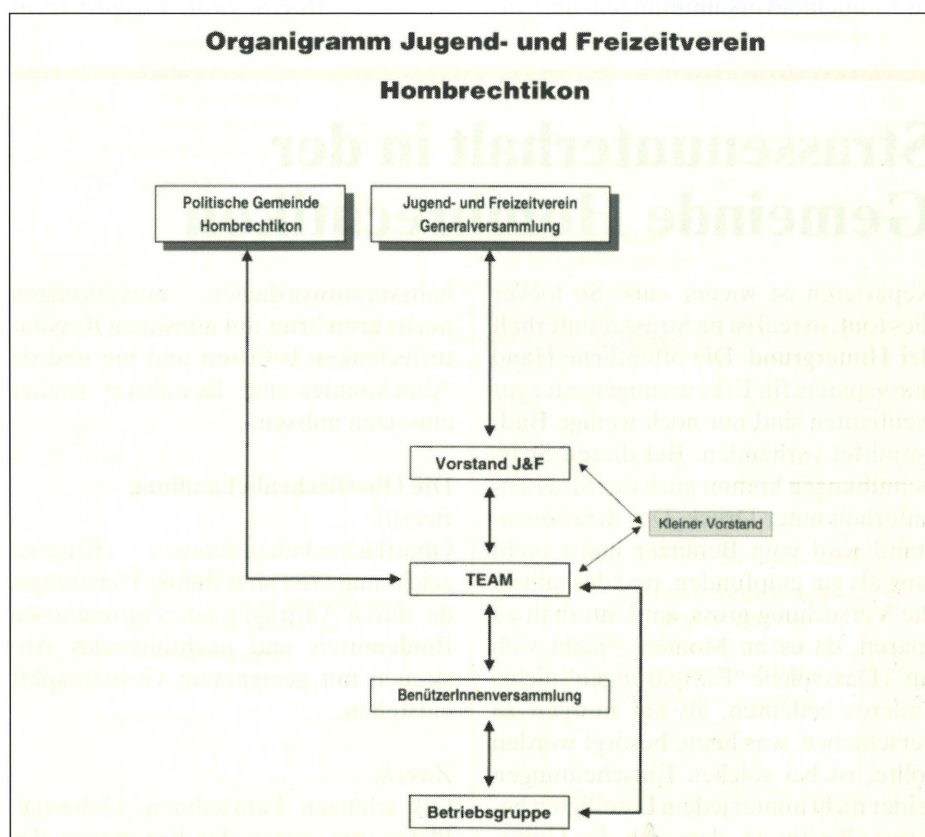 Organigramm Jugend- und Freizeitverein
Hombrechtikon
Politische Gemeinde
Hombrechtikon
Jugend- und Freizeitverein
Generalversammlung
Vorstand J&F
Kleiner Vorstand
TEAM
BenützerInnenversammlung
Betriebsgruppe